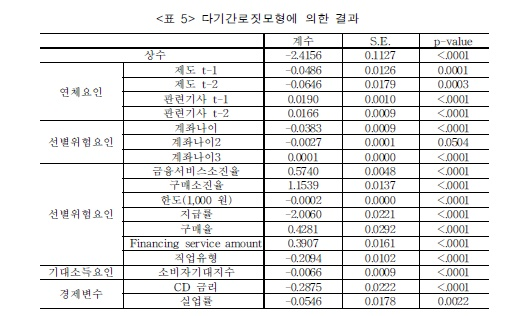 <표 5> 다기간로짓모형에 의한 결과
계수 S.E. p-value
상수 -2.4156 0.1127 <.0001
연체요인 제도 t-1 -0.0486 0.0126 0.0001
제도 t-2 -0.0646 0.0179 0.0003
관련기사 t-1 0.0190 0.0010 <.0001
관련기사 t-2 0.0166 0.0009 <.0001
선별위험요인 계좌나이 -0.0383 0.0009 <.0001
계좌나이2 -0.0027 0.0001 0.0504
계좌나이3 0.0001 0.0000 <.0001
선별위험요인 금융서비스소진율 0.5740 0.0048 <.0001
구매소진율 1.1539 0.0137 <.0001
한도(1,000 원) -0.0002 0.0000 <.0001
지급률 -2.0060 0.0221 <.0001
구매율 0.4281 0.0292 <.0001
Financing service amount 0.3907 0.0161 <.0001
직업유형 -0.2094 0.0102 <.0001
기대소득요인 소비자기대지수 -0.0066 0.0009 <.0001
경제변수 CD 금리 -0.2875 0.0222 <.0001
실업률 -0.0546 0.0178 0.0022